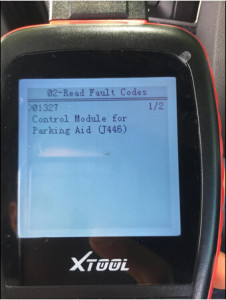 02-Read Fault Codes
01327 1/2
Control Module for
Parking Aid (J446)
XTOOL